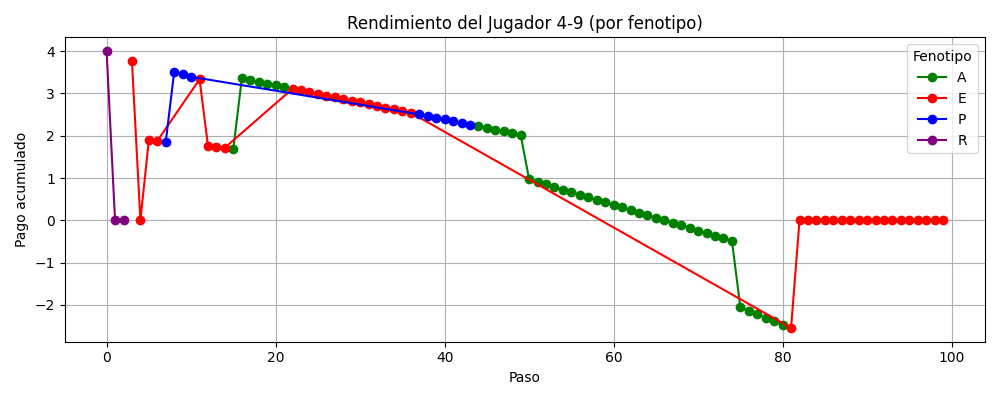 Rendimiento del Jugador 4-9 (por fenotipo)
Pago acumulado
4
3
2
1
0
−1
−2
0 20 40 60 80 100
Paso
Fenotipo
A
E
P
R